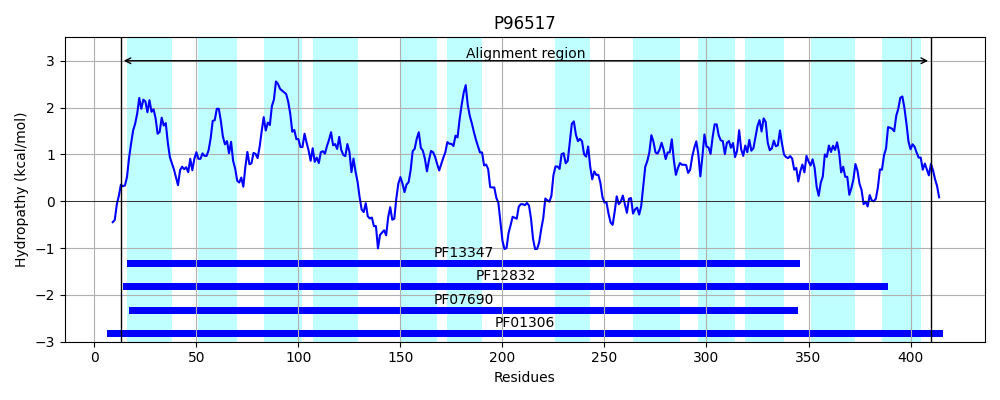 P96517
Alignment region
Hydropathy (kcal/mol)
3
2
1
0
−1
−2
−3
PF13347
PF12832
PF07690
PF01306
0 50 100 150 200 250 300 350 400
Residues